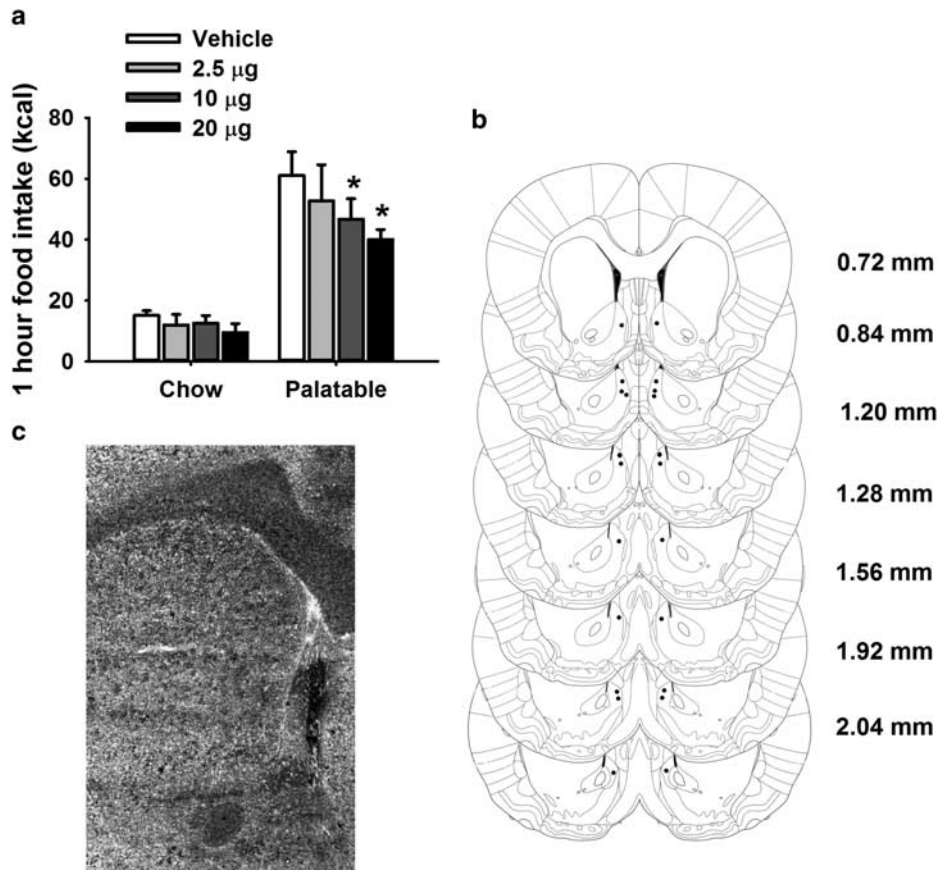 a
Vehicle
2.5 μg
10 μg
20 μg
1 hour food intake (kcal)
80
60
40
20
0
* *
Chow Palatable
b
0.72 mm
0.84 mm
1.20 mm
1.28 mm
1.56 mm
1.92 mm
2.04 mm
c